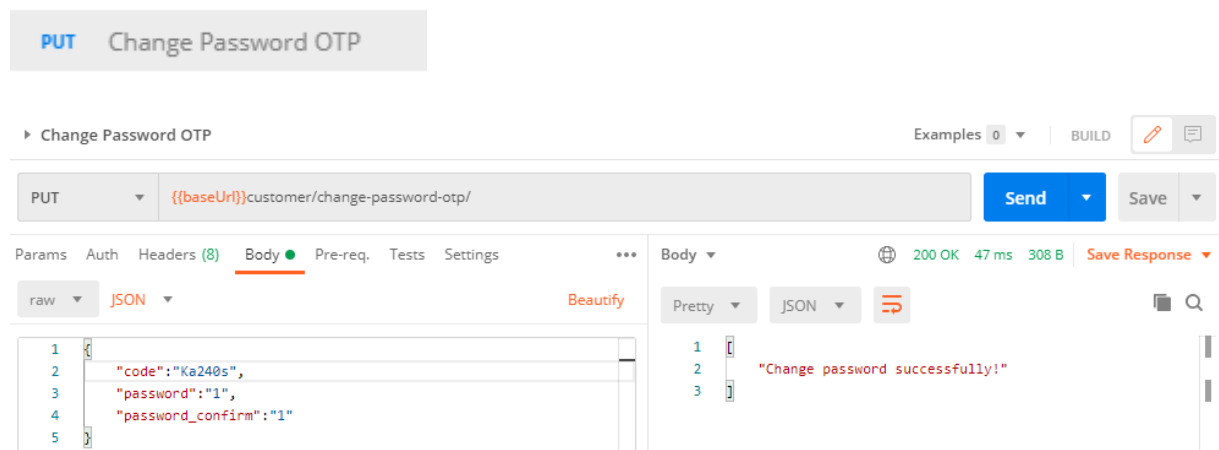 PUT Change Password OTP
Change Password OTP
Examples 0 BUILD
PUT {{baseUrl}}customer/change-password-otp/ Send Save
Params Auth Headers (8) Body Pre-req. Tests Settings ••• 
raw JSON Beautify
1 {
2 "code":"Ka240s",
3 "password":"1",
4 "password_confirm":"1"
5 }
Body 200 OK 47 ms 308 B Save Response
Pretty JSON
1 [
2 "Change password successfully!"
3 ]